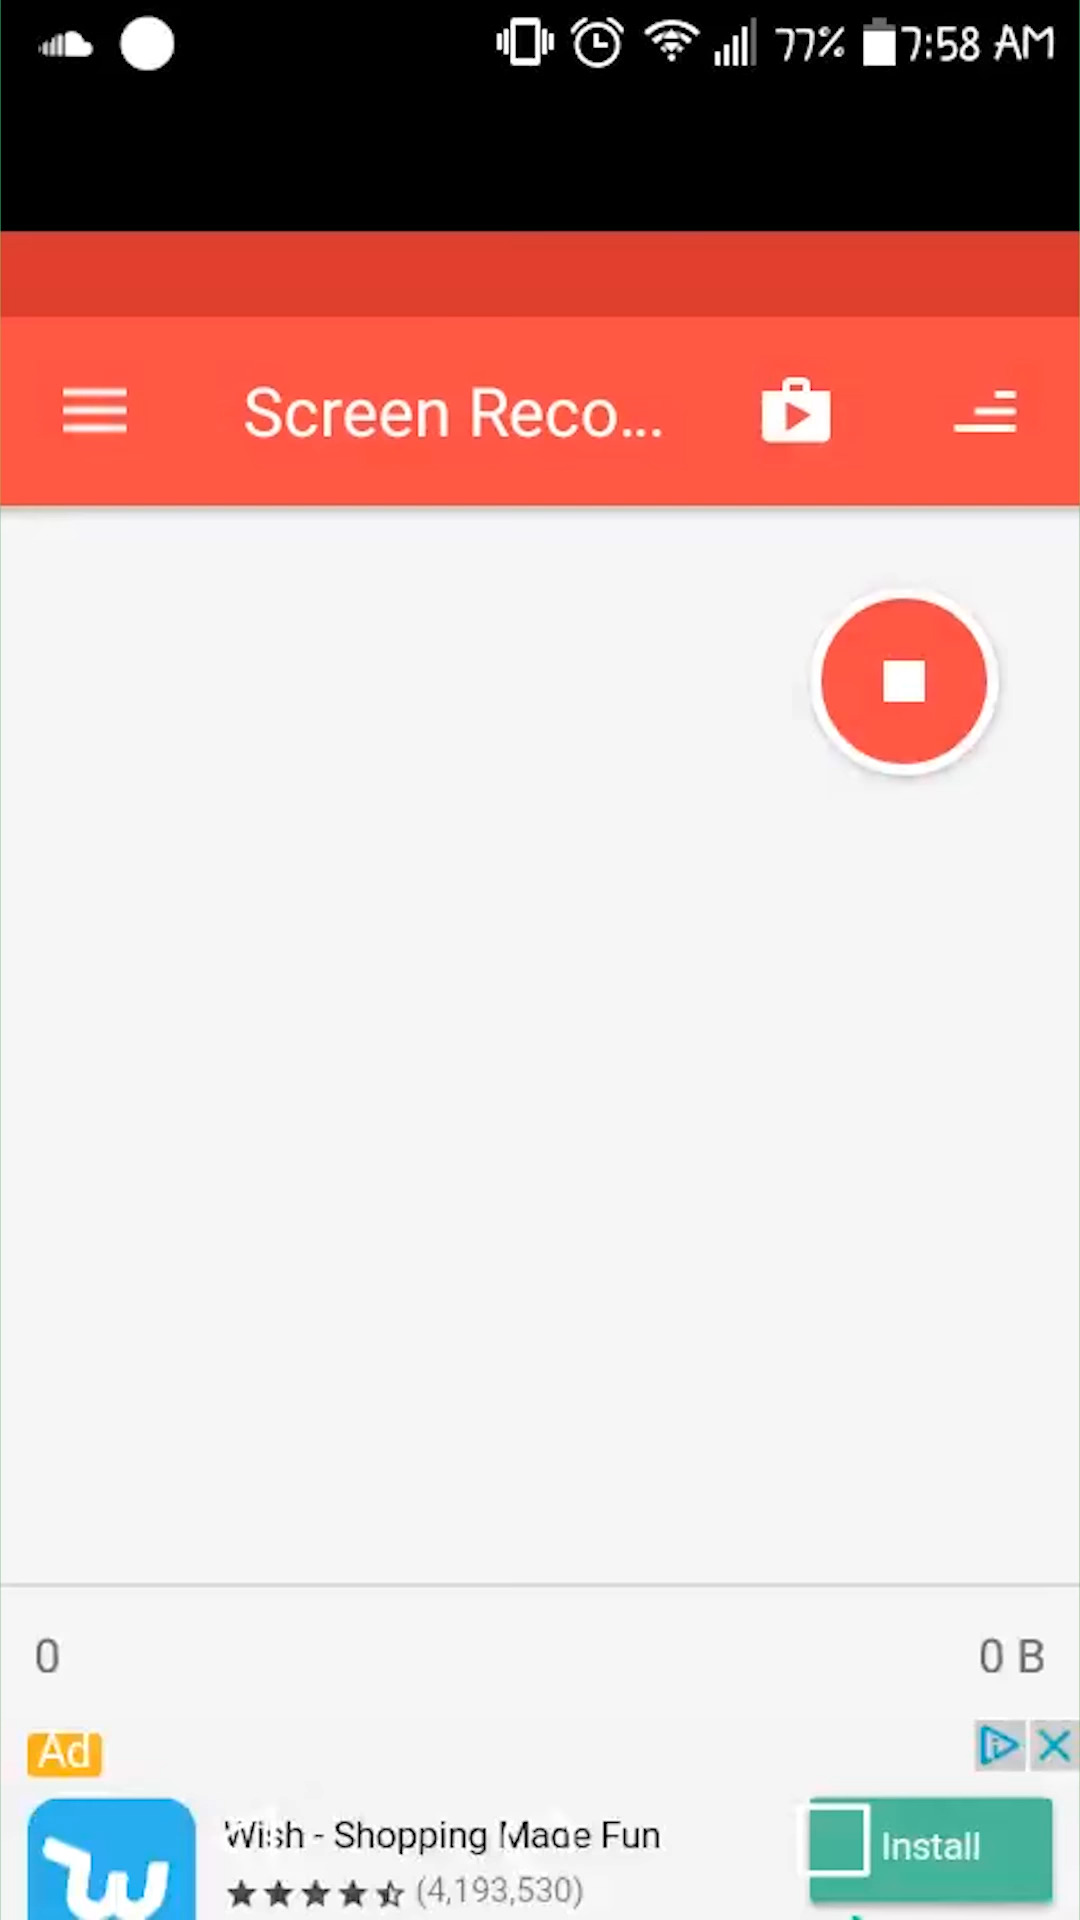 77% 7:58 AM
Screen Reco...
0 0 B
Ad
Wish - Shopping Made Fun
Install
(4,193,530)